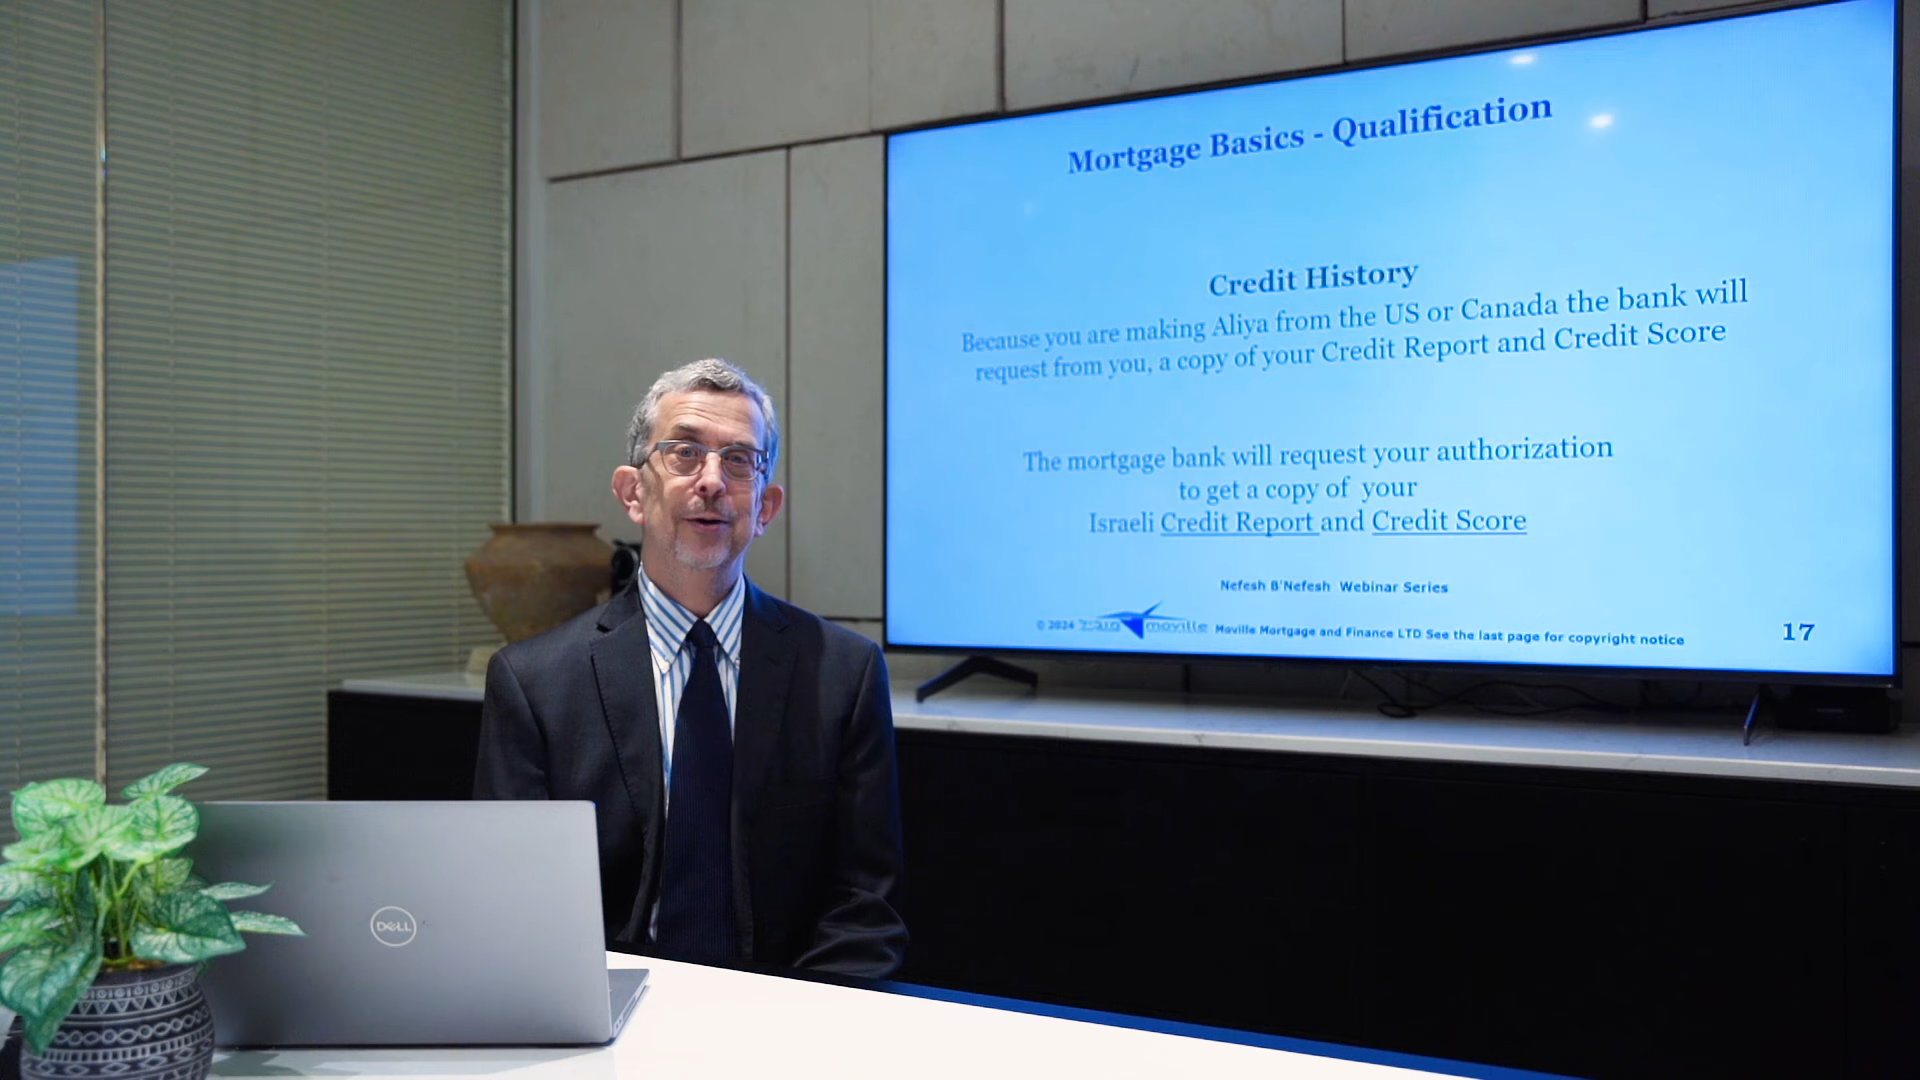 Mortgage Basics - Qualification
Credit History
Because you are making Aliya from the US or Canada the bank will
request from you, a copy of your Credit Report and Credit Score
The mortgage bank will request your authorization
to get a copy of your
Israeli Credit Report and Credit Score
Nefesh B'Nefesh Webinar Series
© 2024 moville Moville Mortgage and Finance LTD See the last page for copyright notice
17
DELL